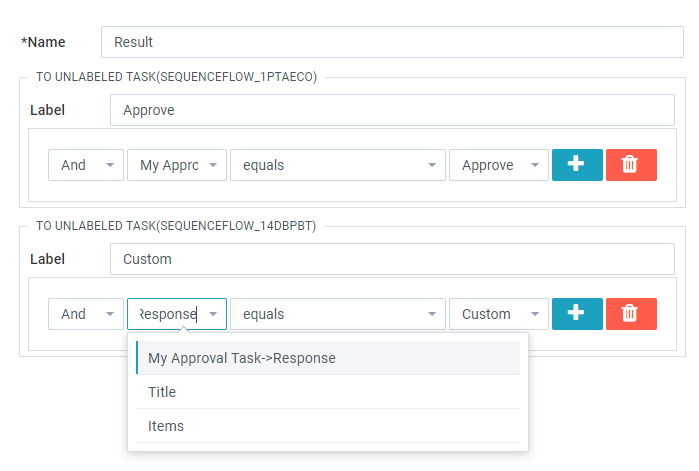 *Name Result
TO UNLABELED TASK(SEQUENCEFLOW_1PTAECO)
Label Approve
And My Appro equals Approve
TO UNLABELED TASK(SEQUENCEFLOW_14DBPBT)
Label Custom
And Response equals Custom
My Approval Task->Response
Title
Items